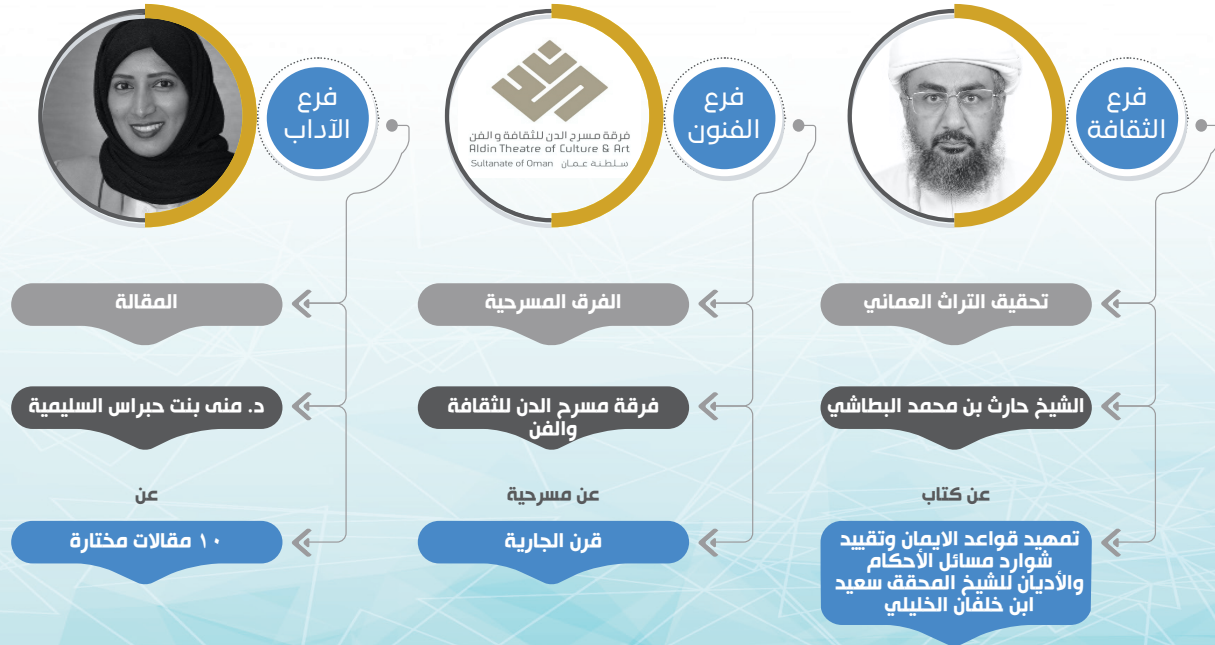 فرع
الثقافة
تحقيق التراث العماني
الشيخ حارث بن محمد البطاشي
عن كتاب
تمهيد قواعد الايمان وتقييد
شوارد مسائل الأحكام
والأديان للشيخ المحقق سعيد
ابن خلفان الخليلي
فرع
الفنون
فرقة مسرح الدن للثقافة و الفن
Aldin Theatre of Culture & Art
Sultanate of Oman سلطنة عمان
الفرق المسرحية
فرقة مسرح الدن للثقافة
والفن
عن مسرحية
قرن الجارية
فرع
الآداب
المقالة
د. منى بنت حبراس السليمية
عن
١٠ مقالات مختارة